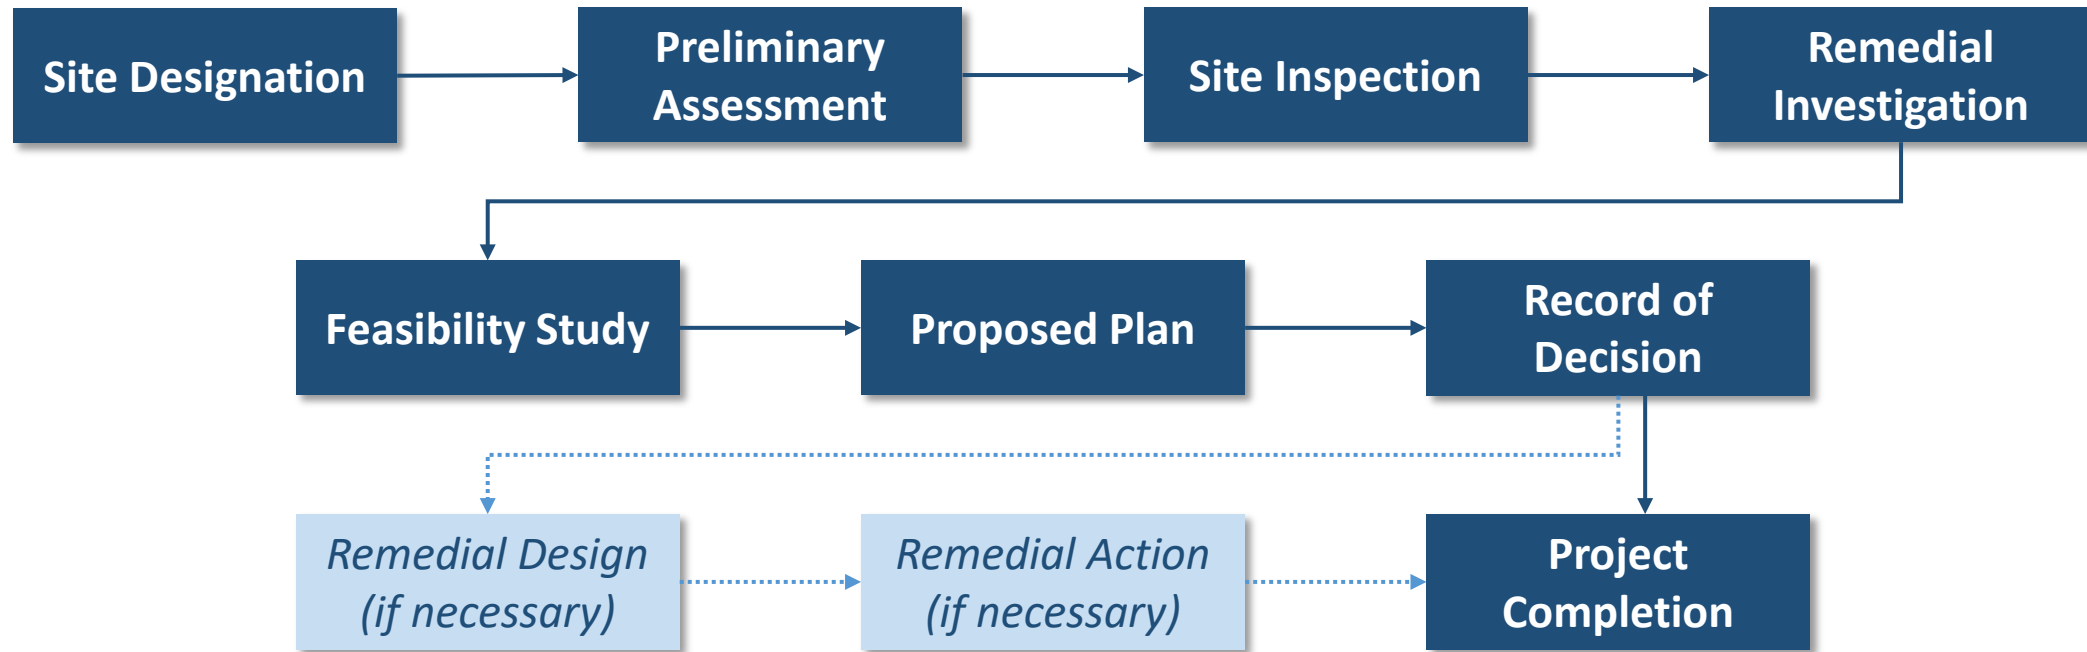 Site Designation
Preliminary
Assessment
Site Inspection
Remedial
Investigation
Feasibility Study
Proposed Plan
Record of
Decision
Remedial Design
(if necessary)
Remedial Action
(if necessary)
Project
Completion